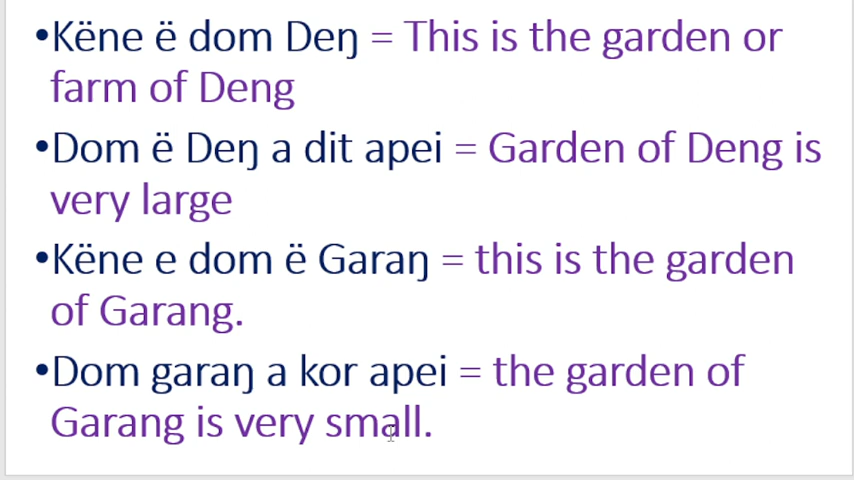 •Këne ë dom Deŋ = This is the garden or
farm of Deng
•Dom ë Deŋ a dit apei = Garden of Deng is
very large
•Këne e dom ë Garaŋ = this is the garden
of Garang.
•Dom garaŋ a kor apei = the garden of
Garang is very small.